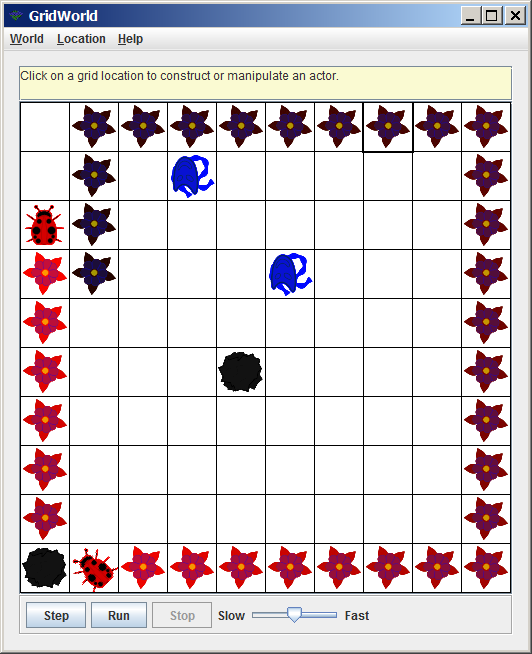 GridWorld
World Location Help
Click on a grid location to construct or manipulate an actor.
Step Run Stop Slow Fast